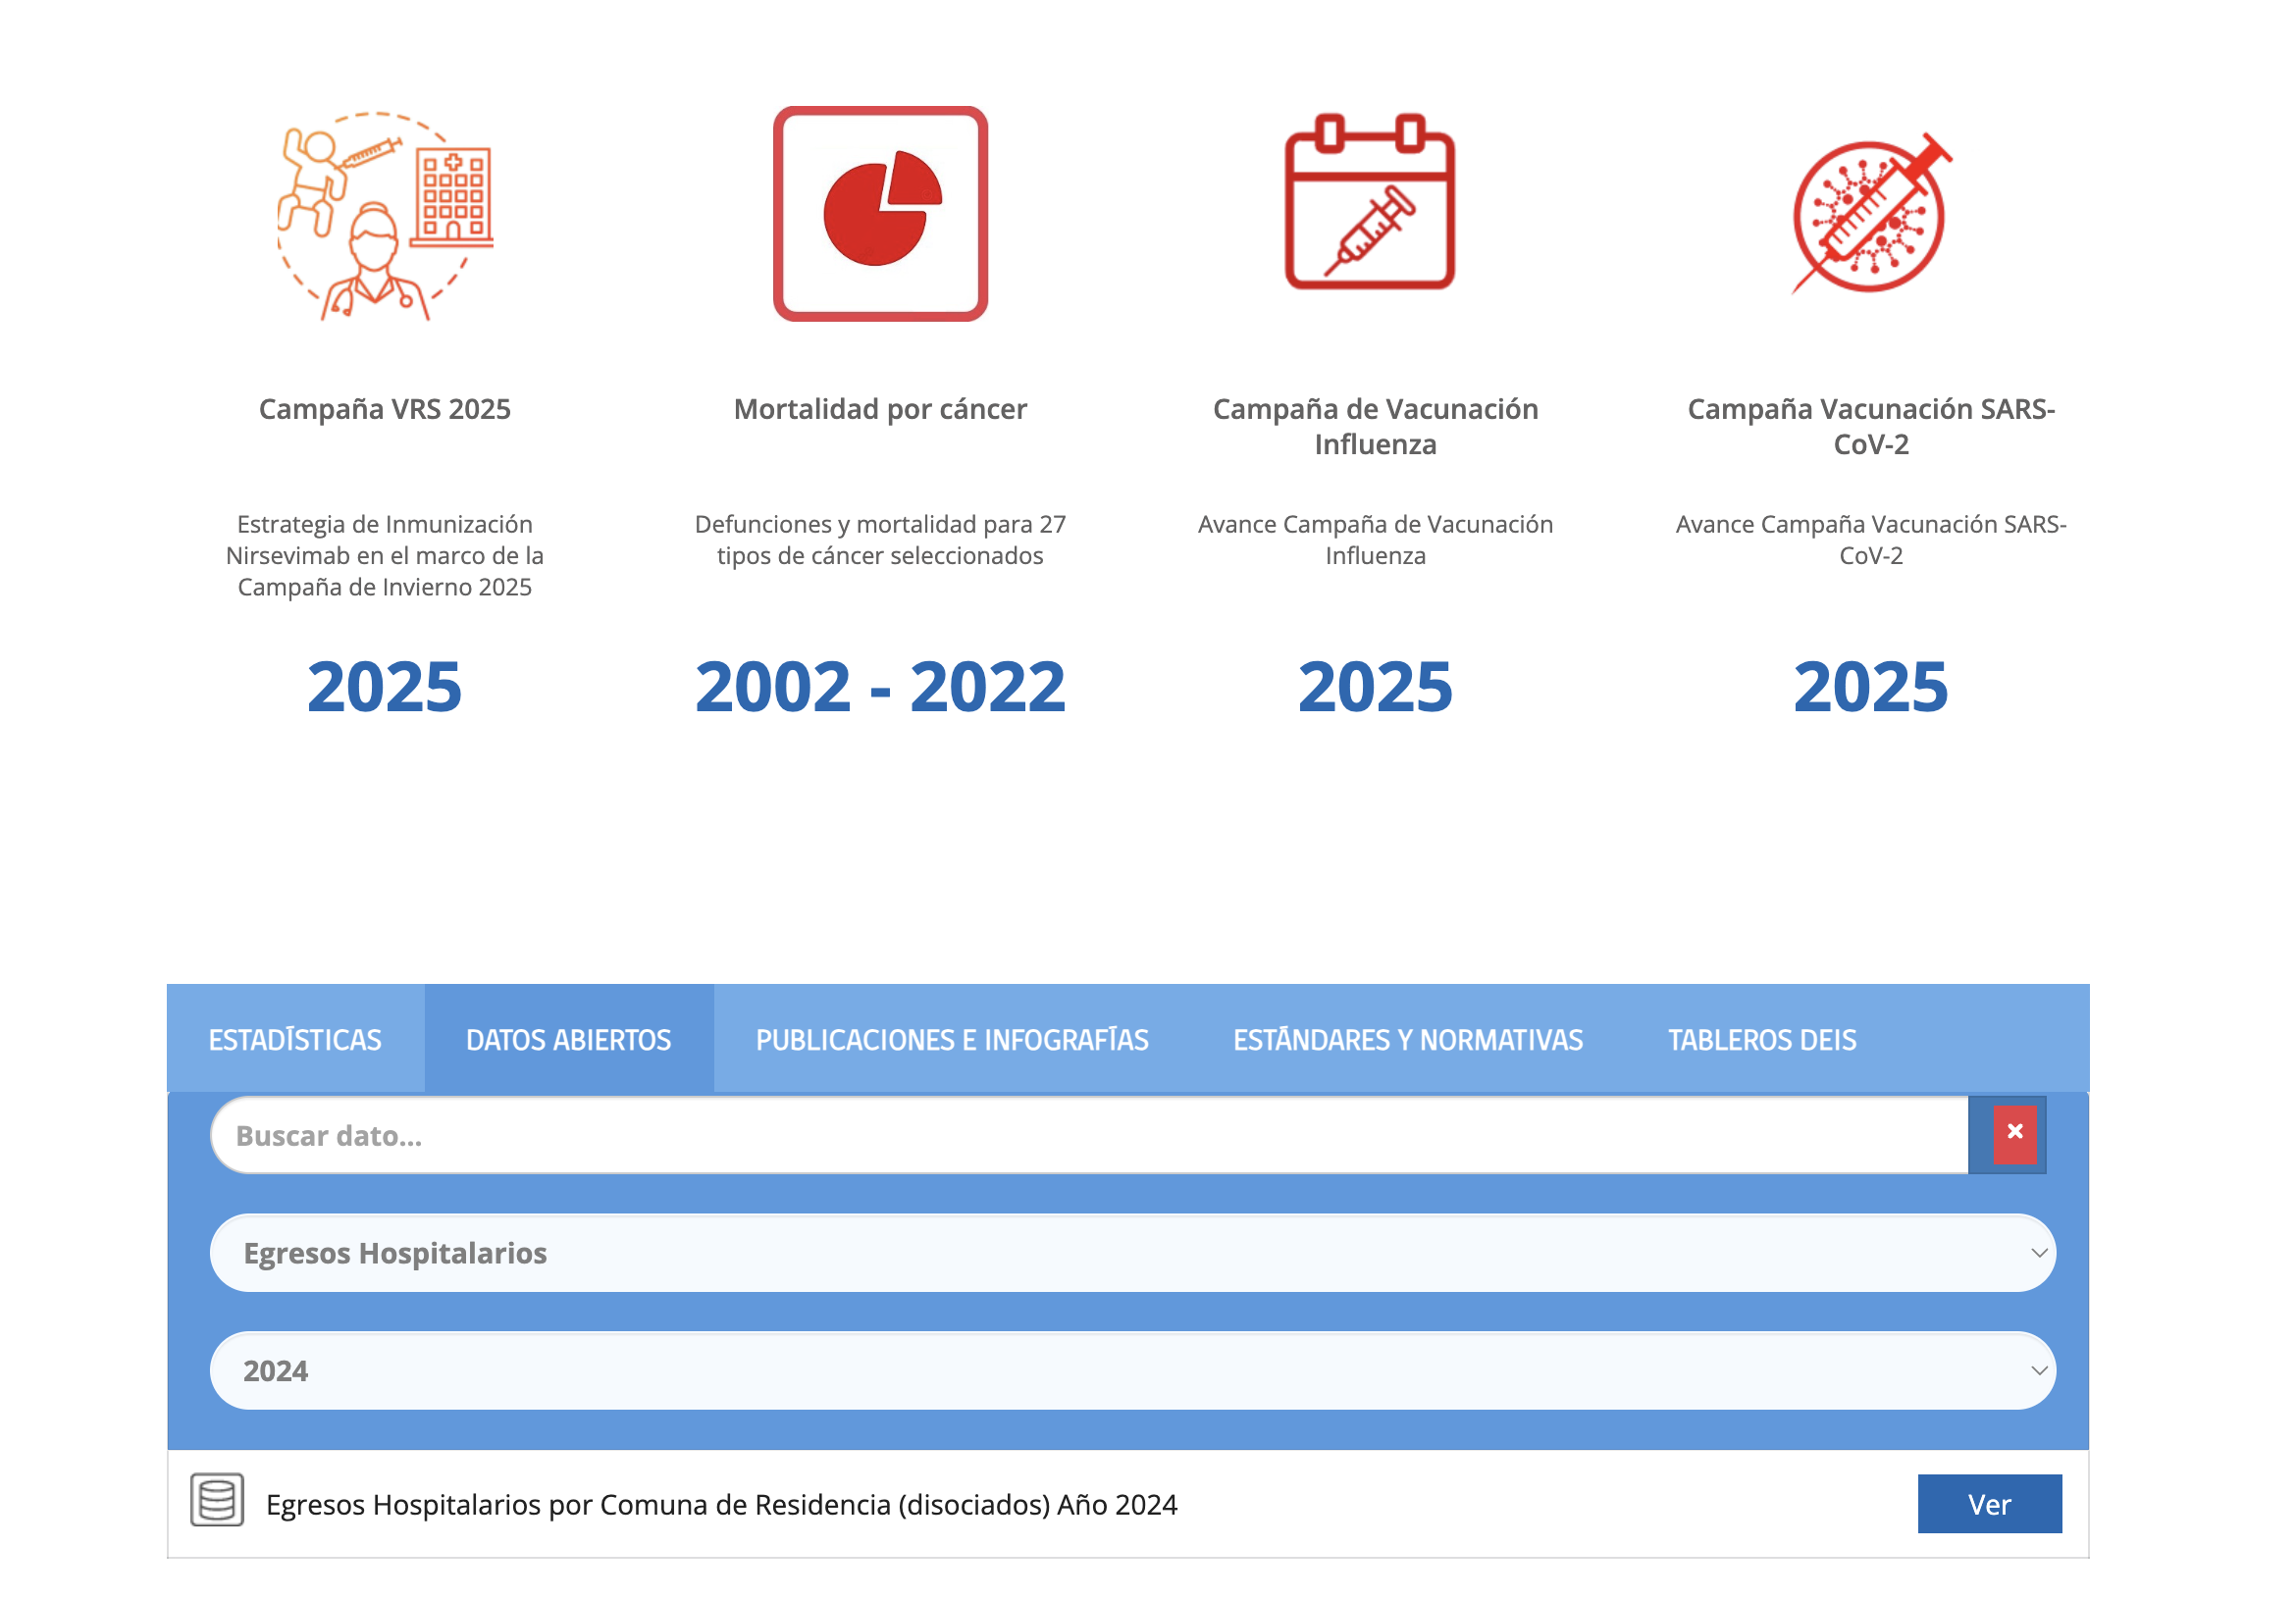 Campaña VRS 2025
Estrategia de Inmunización
Nirsevimab en el marco de la
Campaña de Invierno 2025
2025
Mortalidad por cáncer
Defunciones y mortalidad para 27
tipos de cáncer seleccionados
2002 - 2022
Campaña de Vacunación
Influenza
Avance Campaña de Vacunación
Influenza
2025
Campaña Vacunación SARS-
CoV-2
Avance Campaña Vacunación SARS-
CoV-2
2025
ESTADÍSTICAS DATOS ABIERTOS PUBLICACIONES E INFOGRAFÍAS ESTÁNDARES Y NORMATIVAS TABLEROS DEIS
Buscar dato...
Egresos Hospitalarios
2024
Egresos Hospitalarios por Comuna de Residencia (disociados) Año 2024 Ver